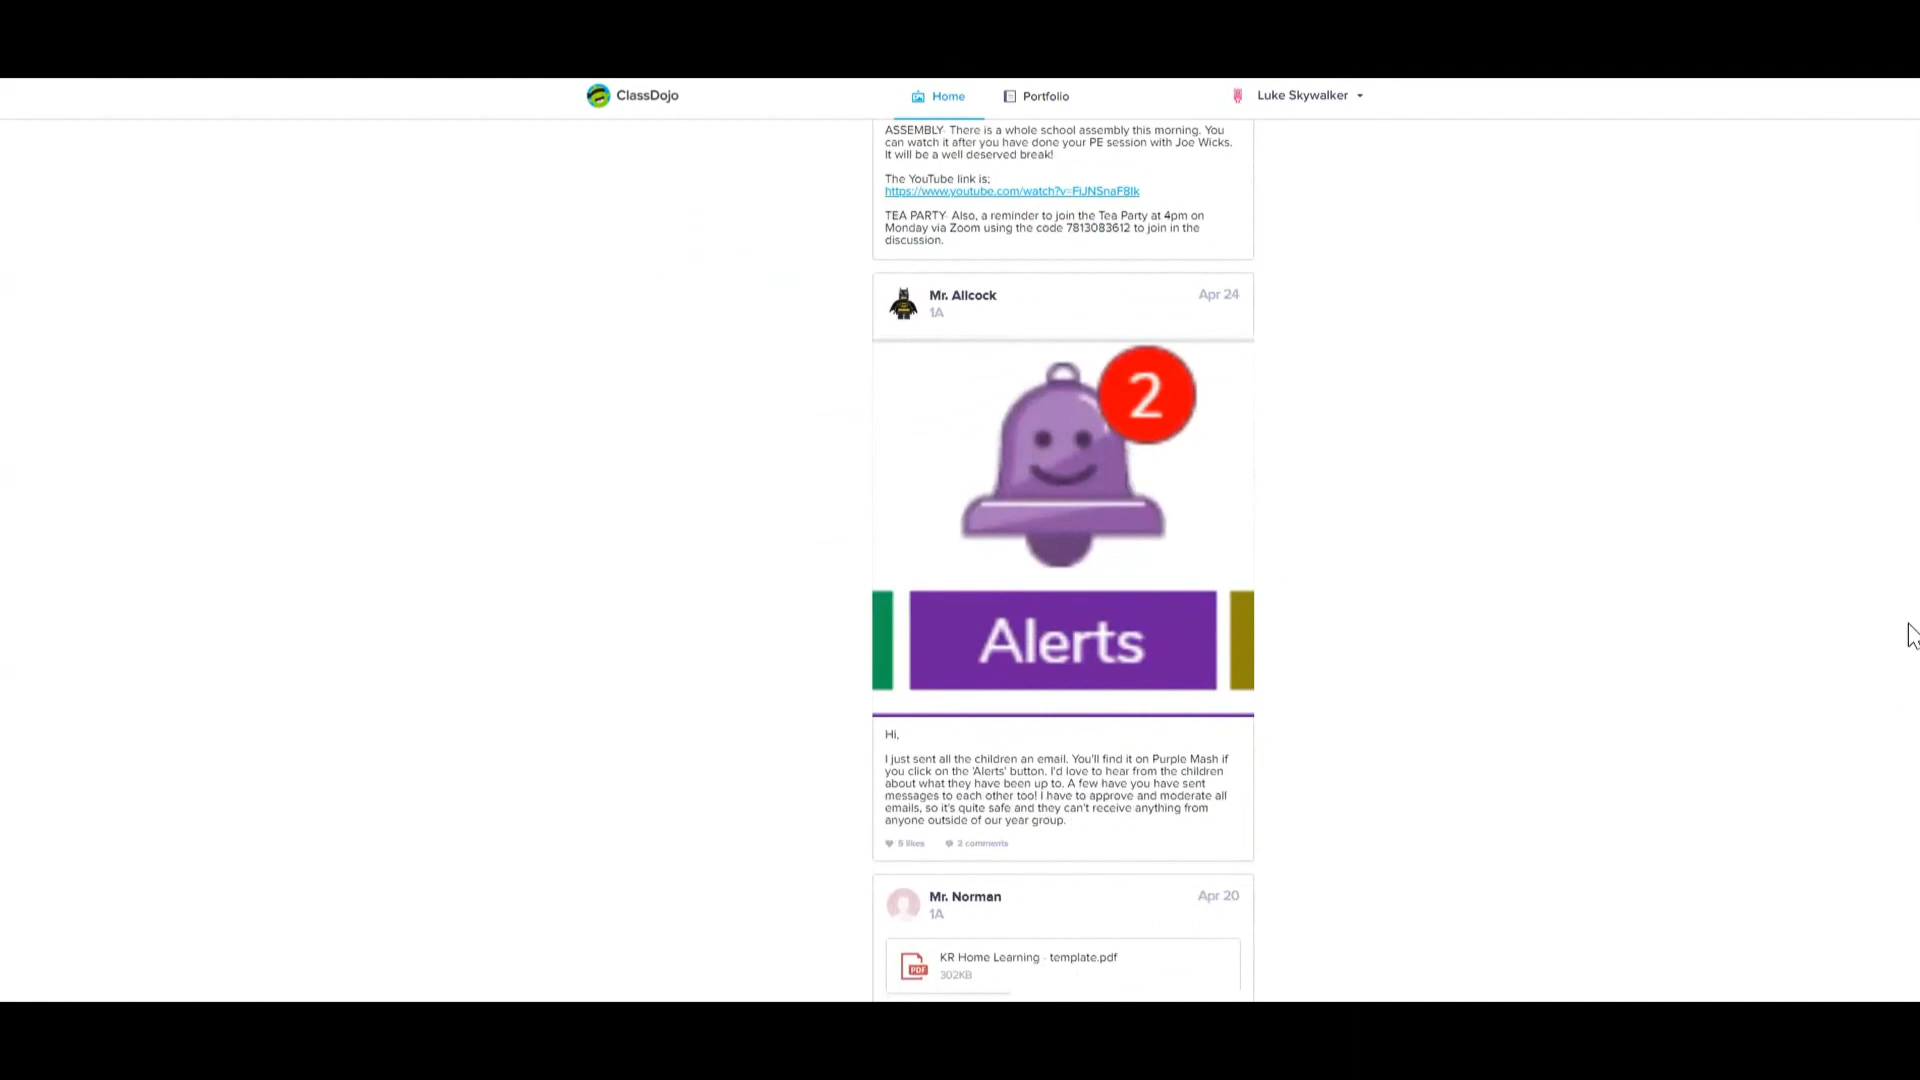 ClassDojo
Home
Portfolio
Luke Skywalker
ASSEMBLY- There is a whole school assembly this morning. You
can watch it after you have done your PE session with Joe Wicks.
It will be a well deserved break!
The YouTube link is;
https://www.youtube.com/watch?v=FiJNSnaF8Ik
TEA PARTY- Also, a reminder to join the Tea Party at 4pm on
Monday via Zoom using the code 7813083612 to join in the
discussion.
Mr. Allcock
Apr 24
1A
2
Alerts
Hi,
I just sent all the children an email. You'll find it on Purple Mash if
you click on the 'Alerts' button. I'd love to hear from the children
about what they have been up to. A few have you have sent
messages to each other too! I have to approve and moderate all
emails, so it's quite safe and they can't receive anything from
anyone outside of our year group.
5 likes
2 comments
Mr. Norman
Apr 20
1A
PDF
KR Home Learning - template.pdf
302KB